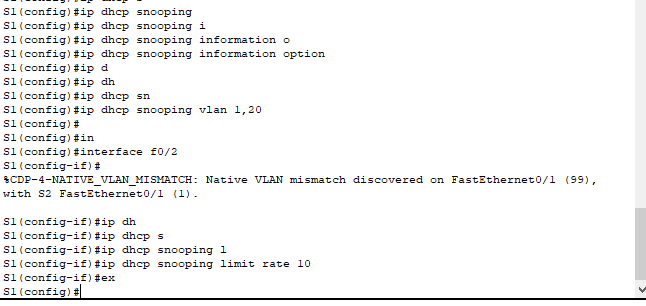 S1(config)#ip dhcp snooping
S1(config)#ip dhcp snooping i
S1(config)#ip dhcp snooping information o
S1(config)#ip dhcp snooping information option
S1(config)#ip d
S1(config)#ip dh
S1(config)#ip dhcp sn
S1(config)#ip dhcp snooping vlan 1,20
S1(config)#
S1(config)#in
S1(config)#interface f0/2
S1(config-if)#
%CDP-4-NATIVE_VLAN_MISMATCH: Native VLAN mismatch discovered on FastEthernet0/1 (99),
with S2 FastEthernet0/1 (1).
S1(config-if)#ip dh
S1(config-if)#ip dhcp s
S1(config-if)#ip dhcp snooping l
S1(config-if)#ip dhcp snooping limit rate 10
S1(config-if)#ex
S1(config)#